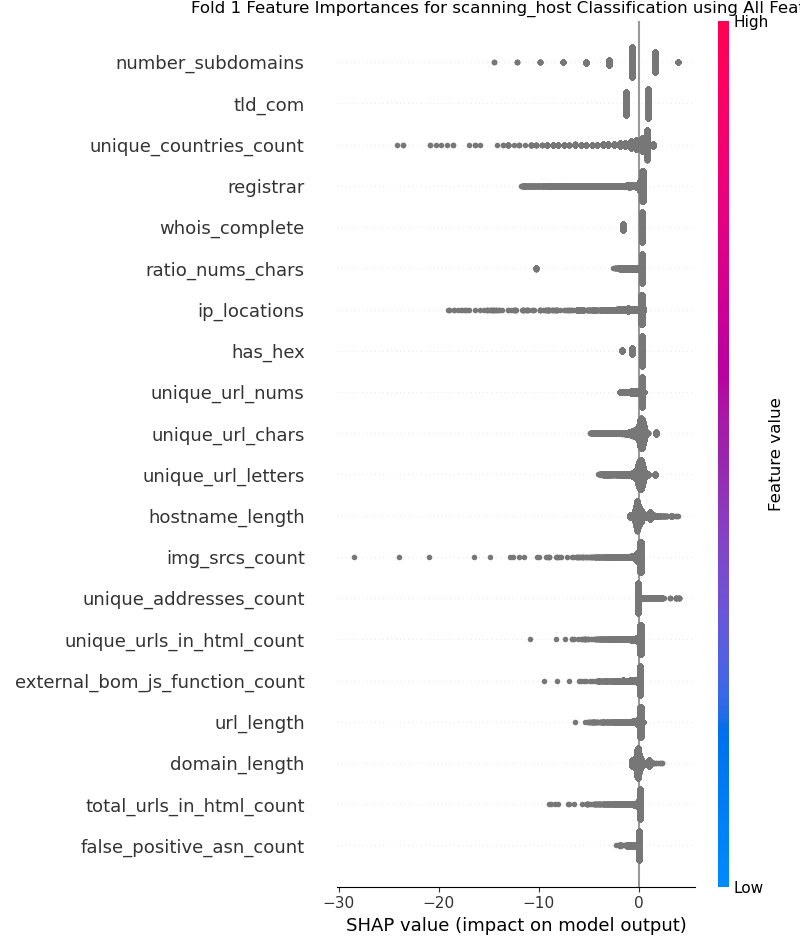 Fold 1 Feature Importances for scanning_host Classification using All Feat
High
number_subdomains
tld_com
unique_countries_count
registrar
whois_complete
ratio_nums_chars
ip_locations
has_hex
unique_url_nums
unique_url_chars
unique_url_letters
hostname_length
img_srcs_count
unique_addresses_count
unique_urls_in_html_count
external_bom_js_function_count
url_length
domain_length
total_urls_in_html_count
false_positive_asn_count
Feature value
Low
−30 −20 −10 0
SHAP value (impact on model output)